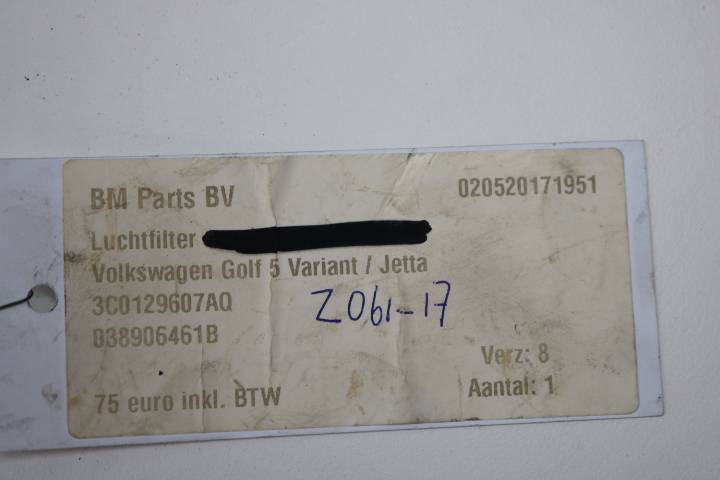 BM Parts BV 020520171951
Luchtfilter
Volkswagen Golf 5 Variant / Jetta
3C0129607AQ
Z061-17
038906461B
Verz: 8
75 euro inkl. BTW Aantal: 1